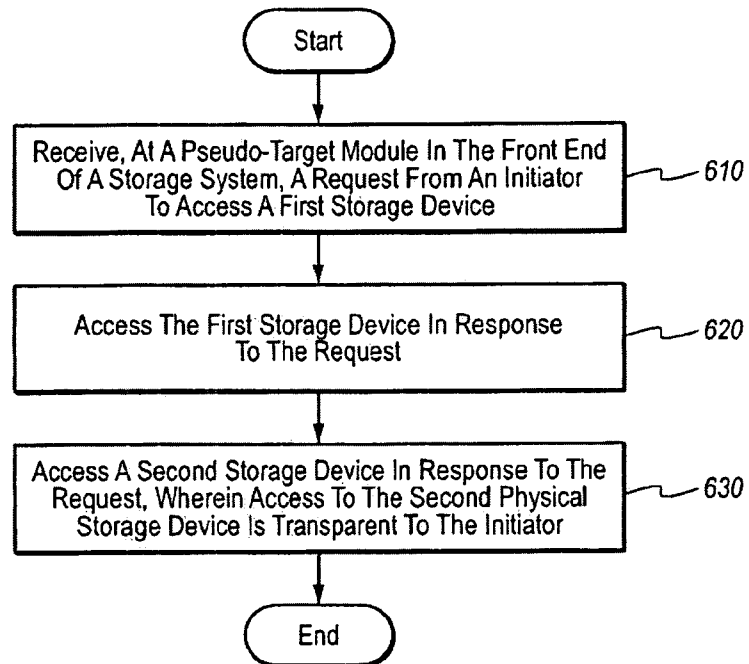 Start
Receive, At A Pseudo-Target Module In The Front End
Of A Storage System, A Request From An Initiator
To Access A First Storage Device
610
Access The First Storage Device In Response
To The Request
620
Access A Second Storage Device In Response To The
Request, Wherein Access To The Second Physical
Storage Device Is Transparent To The Initiator
630
End